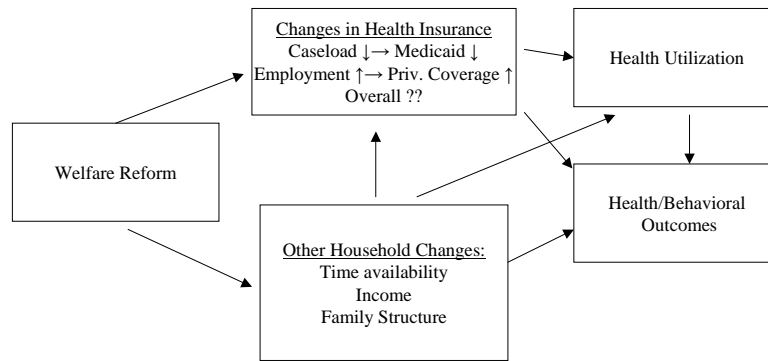 Changes in Health Insurance
Caseload ↓→ Medicaid ↓
Employment ↑→ Priv. Coverage ↑
Overall ??
Health Utilization
Welfare Reform
Health/Behavioral
Outcomes
Other Household Changes:
Time availability
Income
Family Structure